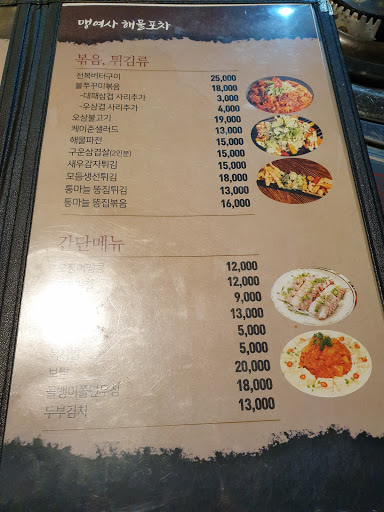 맹여사 해물포차
볶음, 튀김류
전복버터구이 25,000
불쭈꾸미볶음 18,000
-대패삼겹 사리추가 3,000
-우삼겹 사리추가 4,000
오삼불고기 19,000
케이준샐러드 13,000
해물파전 15,000
구운삼겹살(2인분) 15,000
새우감자튀김 15,000
모듬생선튀김 18,000
통마늘 똥집튀김 13,000
통마늘 똥집볶음 16,000
간단메뉴
12,000
12,000
9,000
13,000
5,000
5,000
20,000
골뱅이쫄면무침 18,000
두부김치 13,000